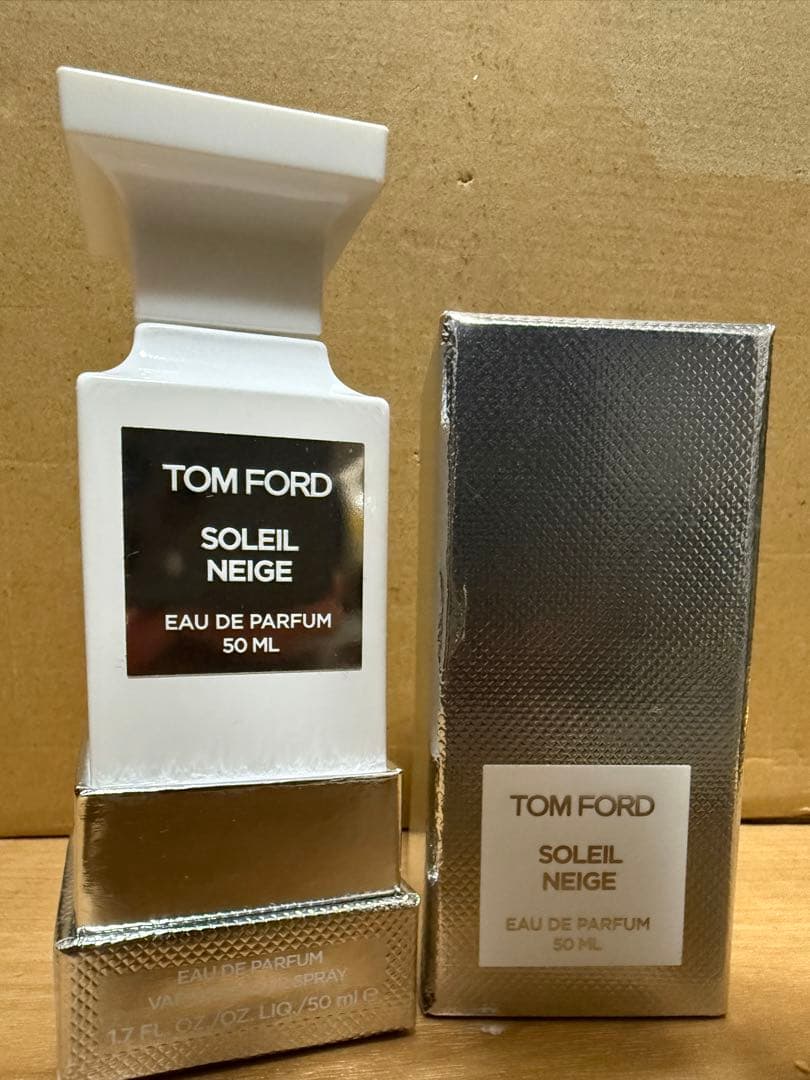 TOM FORD
SOLEIL
NEIGE
EAU DE PARFUM
50 ML
EAU DE PARFUM
SPRAY
1.7 FL. OZ./OZ. LIQ./50 ml e
TOM FORD
SOLEIL
NEIGE
EAU DE PARFUM
50 ML